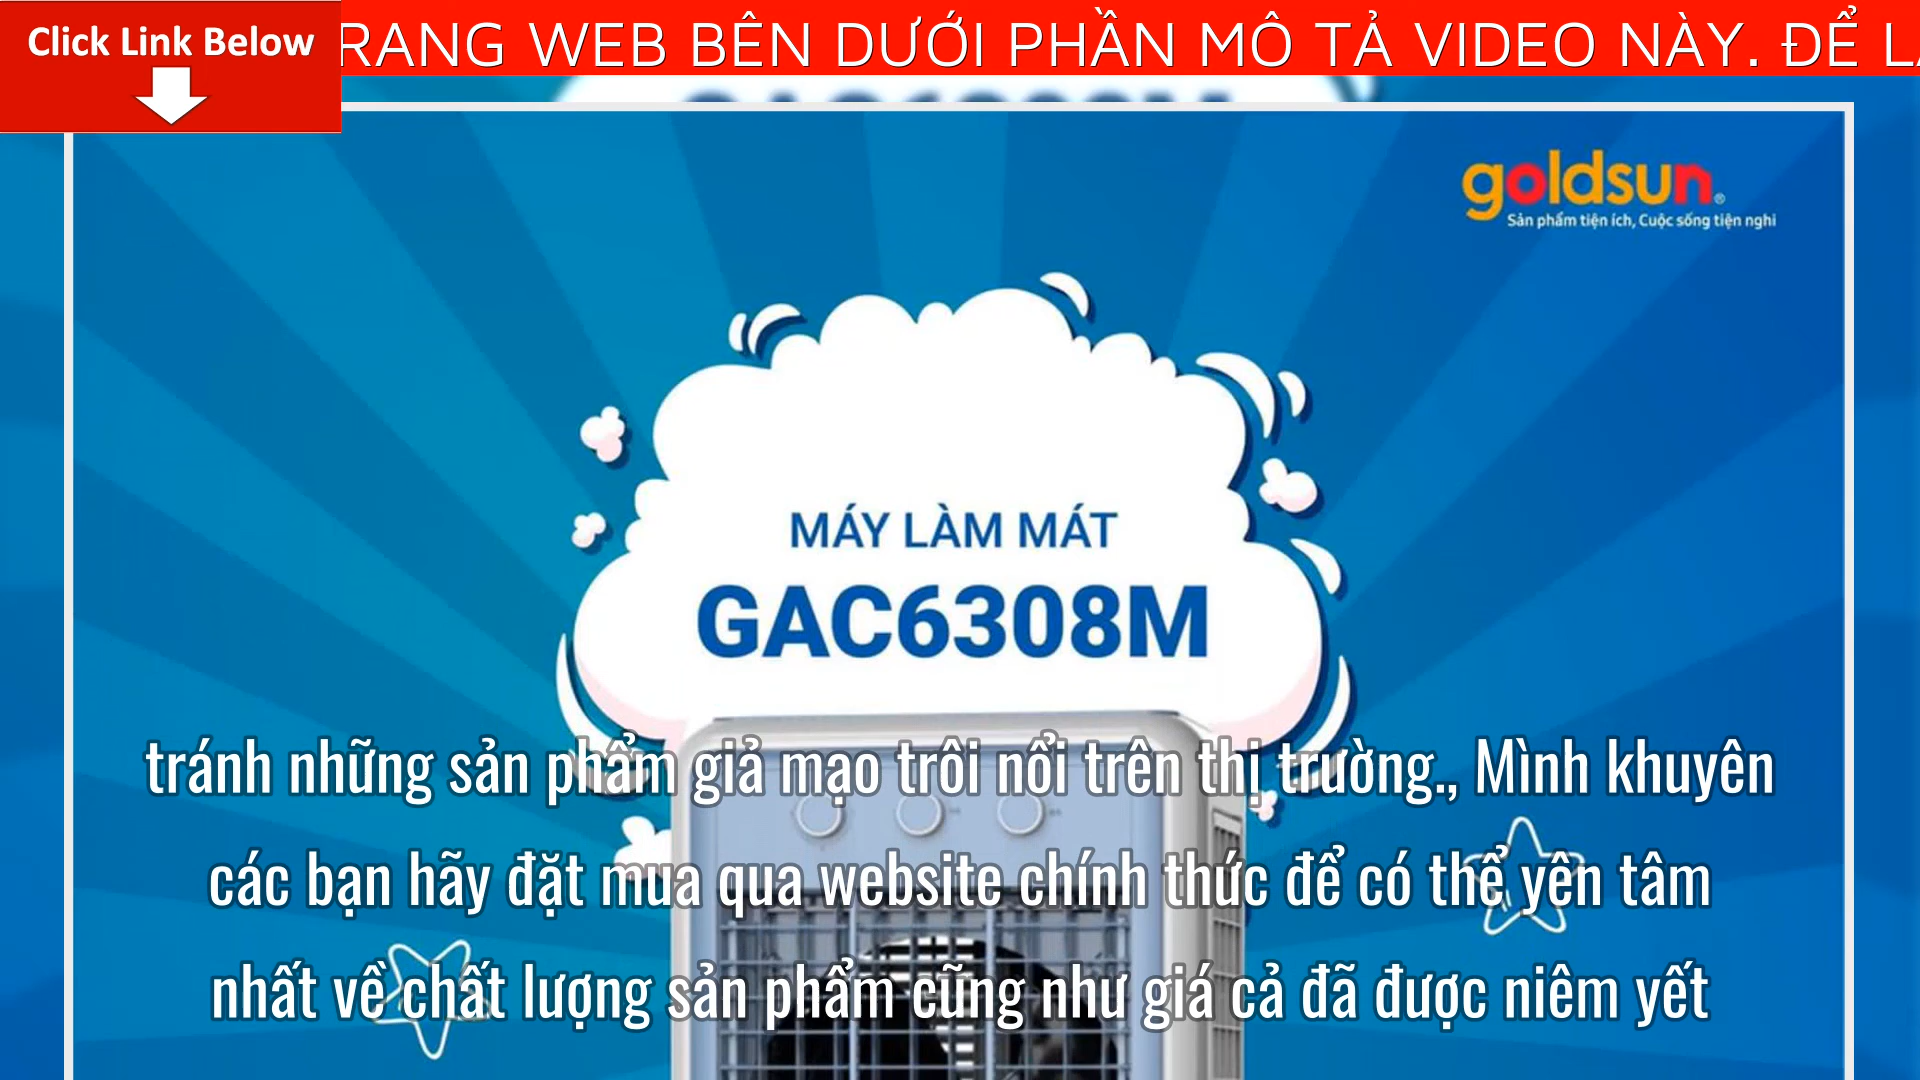 Click Link Below
RANG WEB BÊN DƯỚI PHẦN MÔ TẢ VIDEO NÀY. ĐỂ L
goldsun®
Sản phẩm tiện ích, Cuộc sống tiện nghi
MÁY LÀM MÁT
GAC6308M
tránh những sản phẩm giả mạo trôi nổi trên thị trường., Mình khuyên
các bạn hãy đặt mua qua website chính thức để có thể yên tâm
nhất về chất lượng sản phẩm cũng như giá cả đã được niêm yết